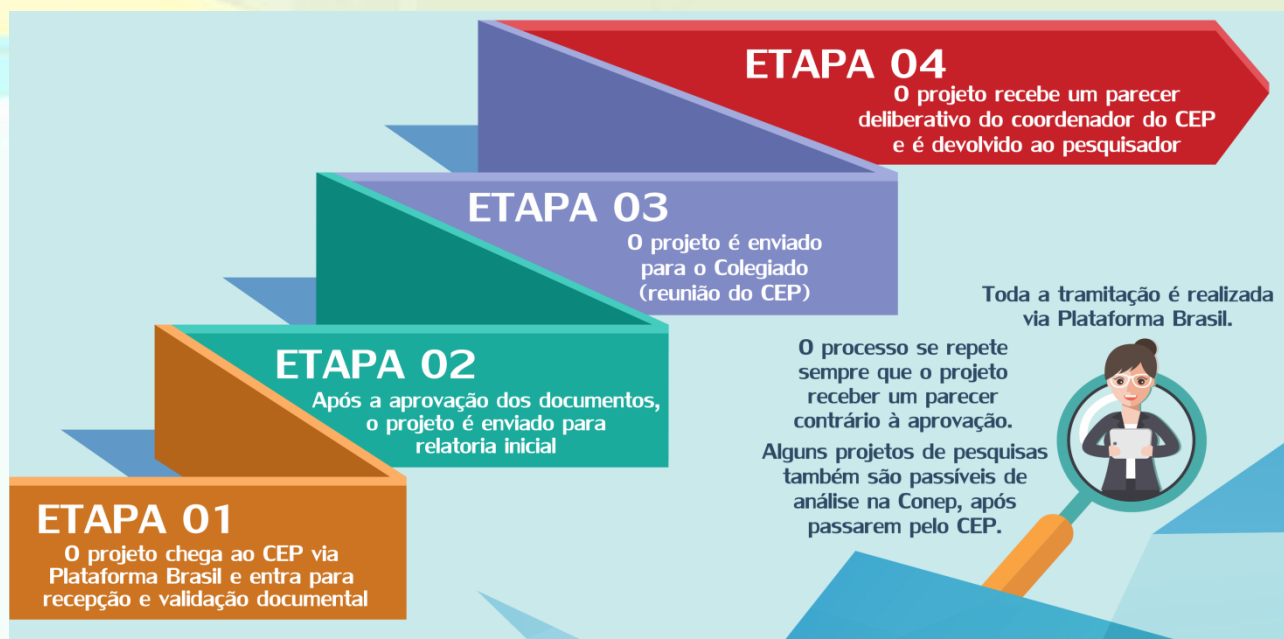 ETAPA 04
O projeto recebe um parecer
deliberativo do coordenador do CEP
e é devolvido ao pesquisador
ETAPA 03
O projeto é enviado
para o Colegiado
(reunião do CEP)
ETAPA 02
Após a aprovação dos documentos,
o projeto é enviado para
relatoria inicial
ETAPA 01
O projeto chega ao CEP via
Plataforma Brasil e entra para
recepção e validação documental
Toda a tramitação é realizada
via Plataforma Brasil.
O processo se repete
sempre que o projeto
receber um parecer
contrário à aprovação.
Alguns projetos de pesquisas
também são passíveis de
análise na Conep, após
passarem pelo CEP.